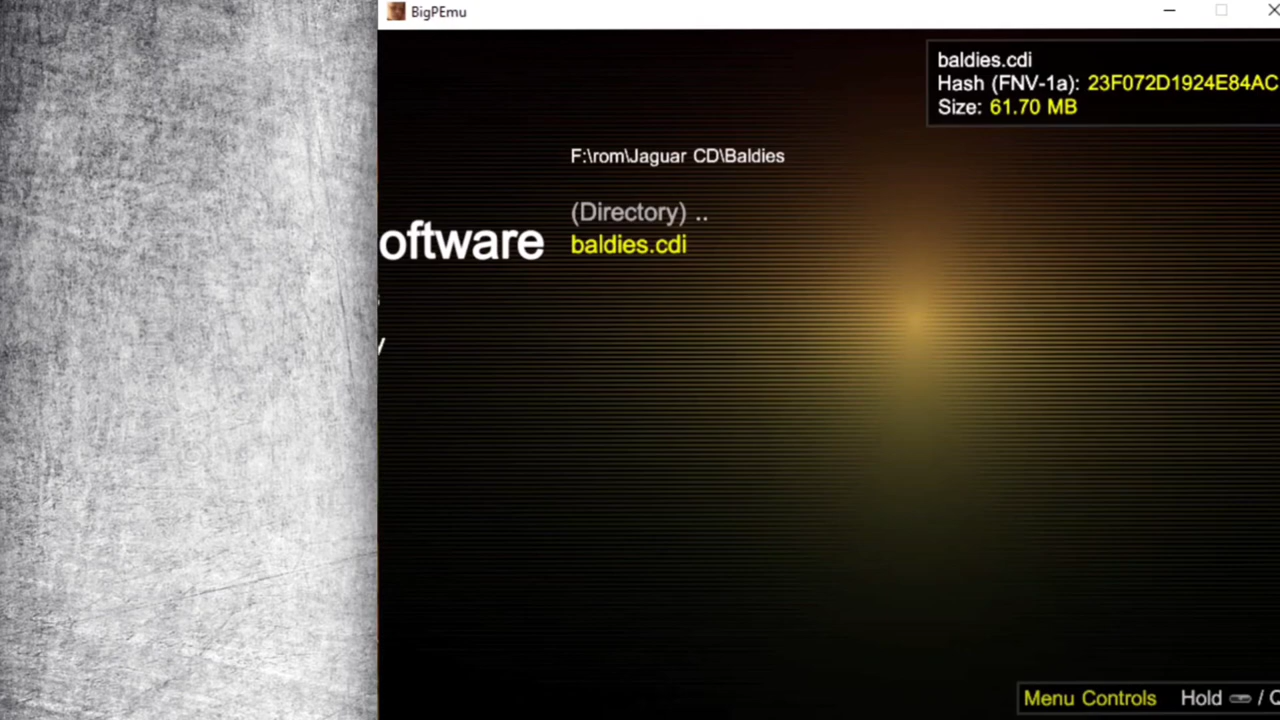 BigPEmu
baldies.cdi
Hash (FNV-1a): 23F072D1924E84AC
Size: 61.70 MB
F:\rom\Jaguar CD\Baldies
(Directory) ..
oftware
baldies.cdi
y
Menu Controls Hold / C